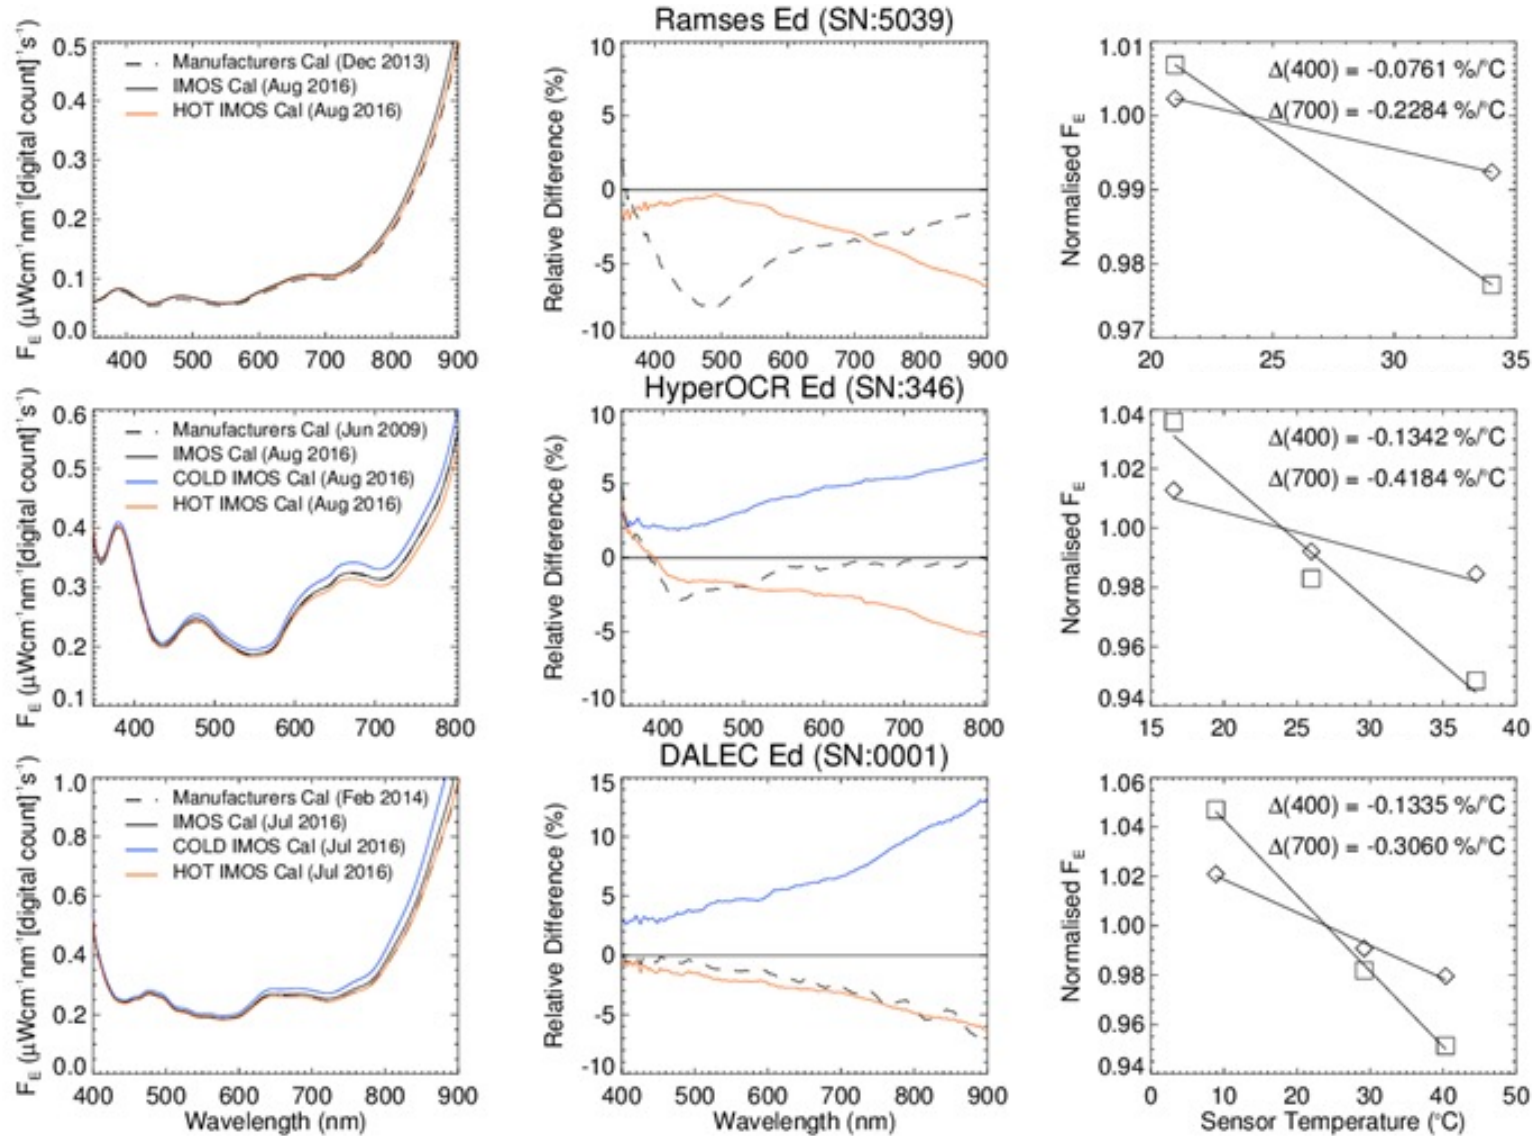 Ramses Ed (SN:5039)
F_E (µWcm⁻¹nm⁻¹[digital count]⁻¹s⁻¹)
0.5
0.4
0.3
0.2
0.1
0.0
Manufacturers Cal (Dec 2013)
IMOS Cal (Aug 2016)
HOT IMOS Cal (Aug 2016)
400 500 600 700 800 900
Relative Difference (%)
10
5
0
-5
-10
400 500 600 700 800 900
Normalised F_E
1.01
1.00
0.99
0.98
0.97
Δ(400) = -0.0761 %/°C
Δ(700) = -0.2284 %/°C
20 25 30 35
HyperOCR Ed (SN:346)
F_E (µWcm⁻¹nm⁻¹[digital count]⁻¹s⁻¹)
0.6
0.5
0.4
0.3
0.2
0.1
Manufacturers Cal (Jun 2009)
IMOS Cal (Aug 2016)
COLD IMOS Cal (Aug 2016)
HOT IMOS Cal (Aug 2016)
400 500 600 700 800
Relative Difference (%)
10
5
0
-5
-10
400 500 600 700 800
Normalised F_E
1.04
1.02
1.00
0.98
0.96
0.94
Δ(400) = -0.1342 %/°C
Δ(700) = -0.4184 %/°C
15 20 25 30 35 40
DALEC Ed (SN:0001)
F_E (µWcm⁻¹nm⁻¹[digital count]⁻¹s⁻¹)
1.0
0.8
0.6
0.4
0.2
0.0
Manufacturers Cal (Feb 2014)
IMOS Cal (Jul 2016)
COLD IMOS Cal (Jul 2016)
HOT IMOS Cal (Jul 2016)
400 500 600 700 800 900
Wavelength (nm)
Relative Difference (%)
15
10
5
0
-5
-10
400 500 600 700 800 900
Wavelength (nm)
Normalised F_E
1.06
1.04
1.02
1.00
0.98
0.96
0.94
Δ(400) = -0.1335 %/°C
Δ(700) = -0.3060 %/°C
0 10 20 30 40 50
Sensor Temperature (°C)